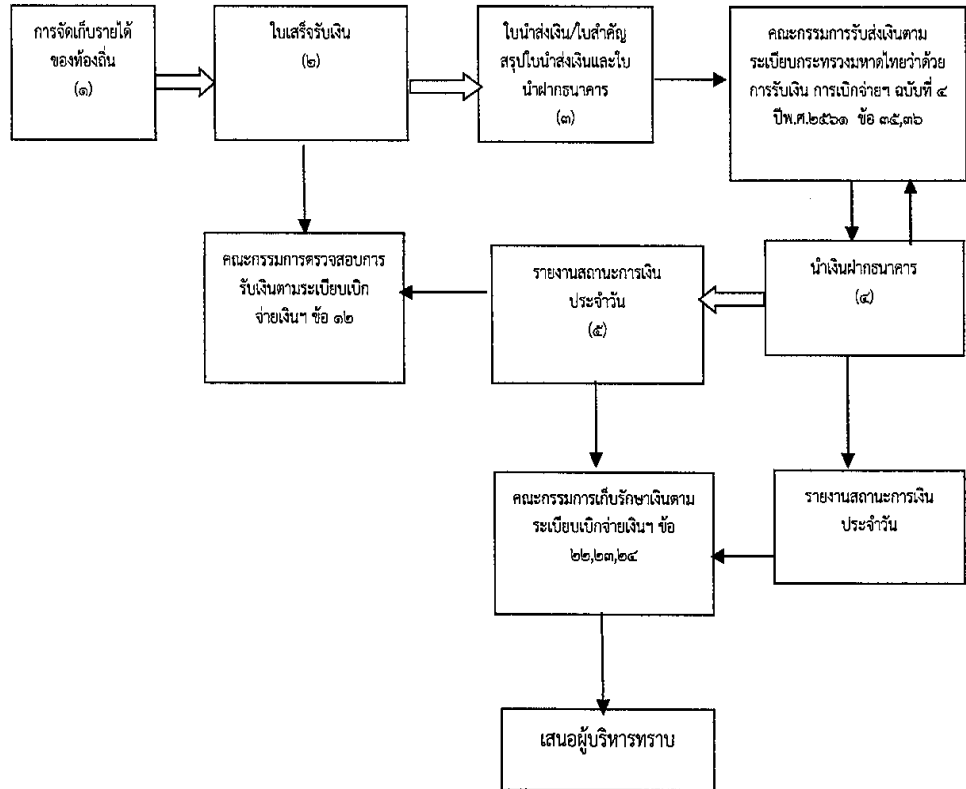 การจัดเก็บรายได้
ของท้องถิ่น
(๑)
ใบเสร็จรับเงิน
(๒)
ใบนำส่งเงิน/ใบสำคัญ
สรุปใบนำส่งเงินและใบ
นำฝากธนาคาร
(๓)
คณะกรรมการรับส่งเงินตาม
ระเบียบกระทรวงมหาดไทยว่าด้วย
การรับเงิน การเบิกจ่ายฯ ฉบับที่ ๔
ปีพ.ศ.๒๕๖๑ ข้อ ๓๕,๓๖
คณะกรรมการตรวจสอบการ
รับเงินตามระเบียบเบิก
จ่ายเงินฯ ข้อ ๑๒
รายงานสถานะการเงิน
ประจำวัน
(๕)
นำเงินฝากธนาคาร
(๔)
คณะกรรมการเก็บรักษาเงินตาม
ระเบียบเบิกจ่ายเงินฯ ข้อ
๒๒,๒๓,๒๔
รายงานสถานะการเงิน
ประจำวัน
เสนอผู้บริหารทราบ